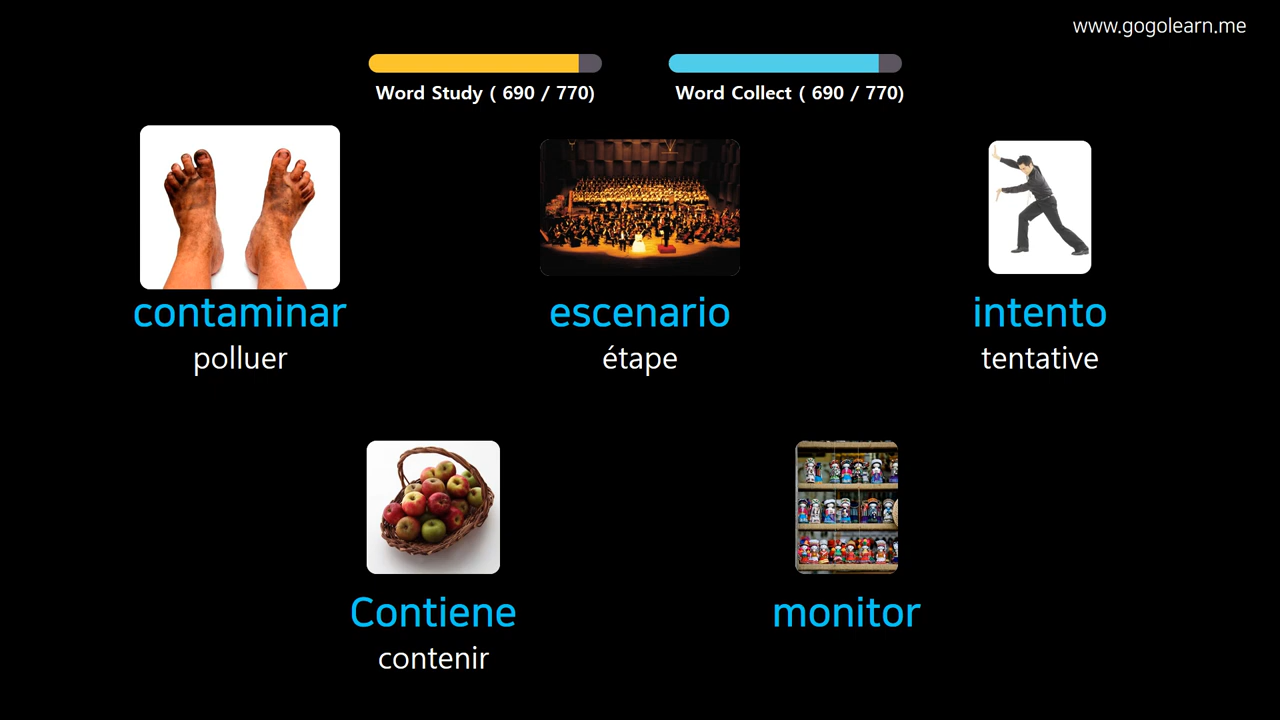 www.gogolearn.me
Word Study ( 690 / 770)
Word Collect ( 690 / 770)
contaminar
polluer
escenario
étape
intento
tentative
Contiene
contenir
monitor